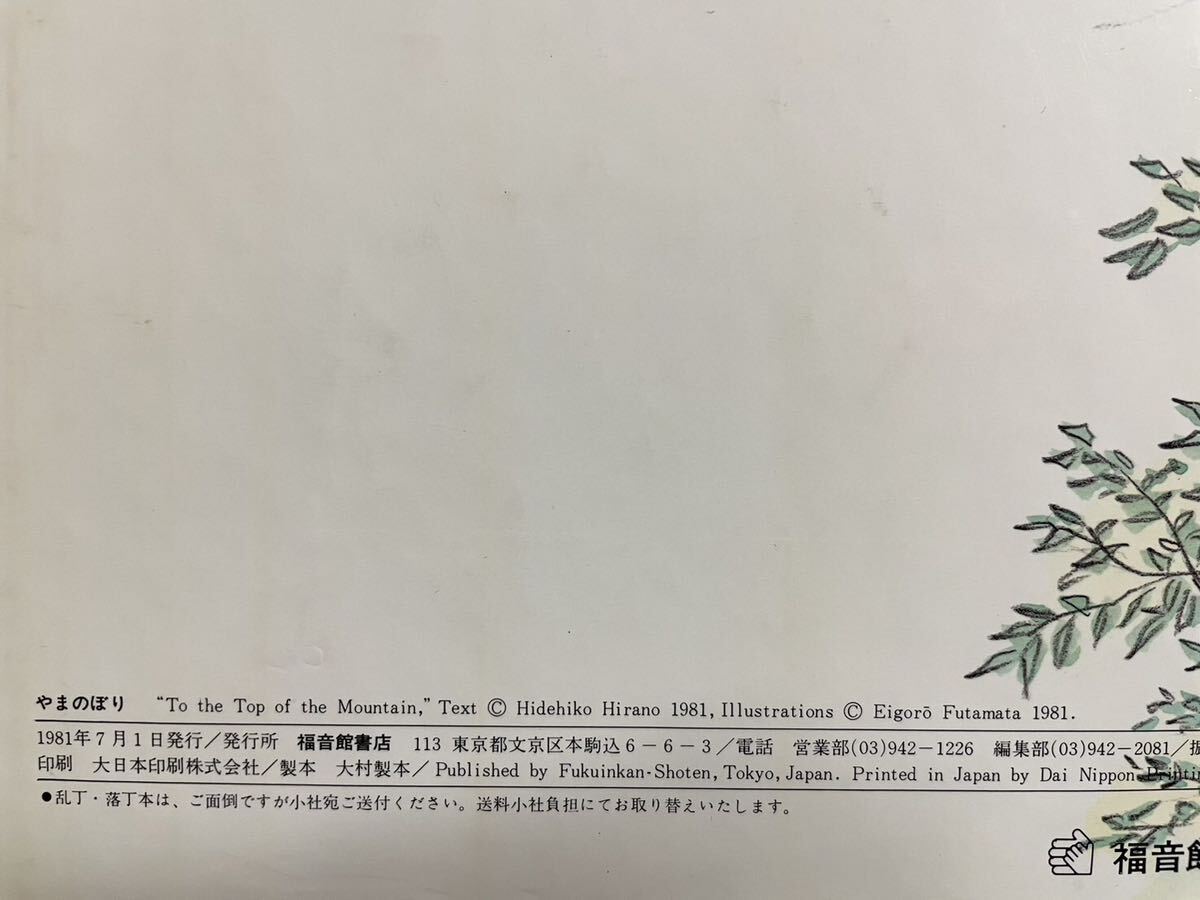 やまのぼり “To the Top of the Mountain,” Text © Hidehiko Hirano 1981, Illustrations © Eigorō Futamata 1981.
1981年7月1日発行／発行所 福音館書店 113 東京都文京区本駒込6－6－3／電話 営業部(03)942－1226 編集部(03)942－2081／振
印刷 大日本印刷株式会社／製本 大村製本／Published by Fukuinkan-Shoten, Tokyo, Japan. Printed in Japan by Dai Nippon Printin
●乱丁・落丁本は、ご面倒ですが小社宛ご送付ください。送料小社負担にてお取り替えいたします。
福音館